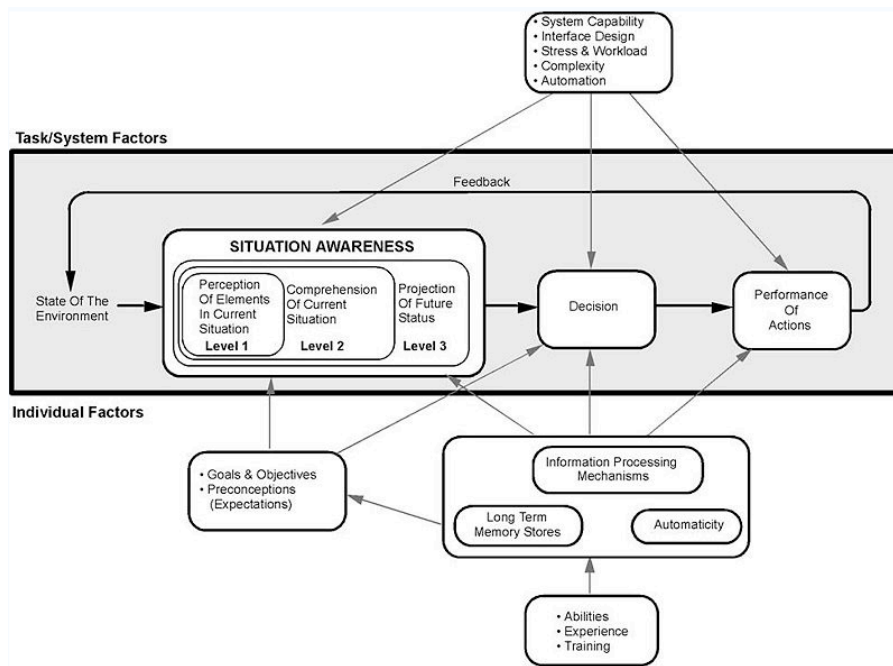 • System Capability
• Interface Design
• Stress & Workload
• Complexity
• Automation
Task/System Factors
Feedback
SITUATION AWARENESS
State Of The
Environment
Perception
Of Elements
In Current
Situation
Level 1
Comprehension
Of Current
Situation
Level 2
Projection
Of Future
Status
Level 3
Decision
Performance
Of
Actions
Individual Factors
• Goals & Objectives
• Preconceptions
(Expectations)
Information Processing
Mechanisms
Long Term
Memory Stores
Automaticity
• Abilities
• Experience
• Training